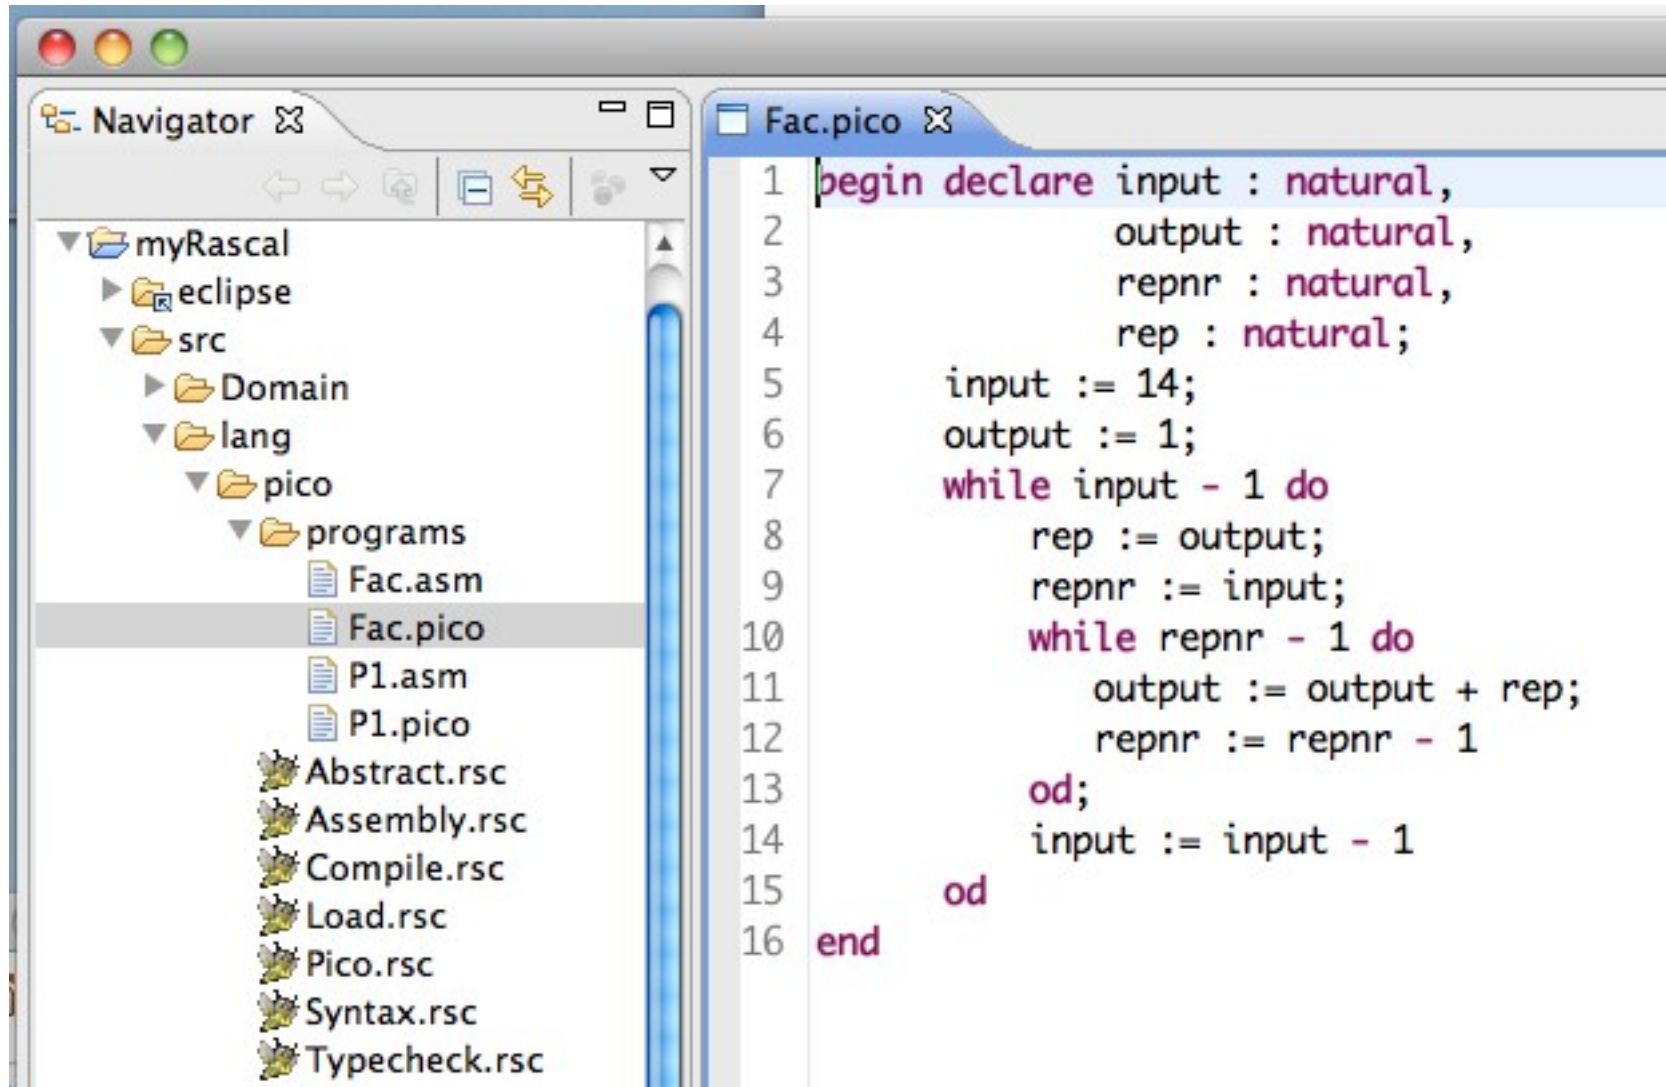 Navigator
myRascal
eclipse
src
Domain
lang
pico
programs
Fac.asm
Fac.pico
P1.asm
P1.pico
Abstract.rsc
Assembly.rsc
Compile.rsc
Load.rsc
Pico.rsc
Syntax.rsc
Typecheck.rsc
Fac.pico
1 begin declare input : natural,
2 output : natural,
3 repnr : natural,
4 rep : natural;
5 input := 14;
6 output := 1;
7 while input - 1 do
8 rep := output;
9 repnr := input;
10 while repnr - 1 do
11 output := output + rep;
12 repnr := repnr - 1
13 od;
14 input := input - 1
15 od
16 end